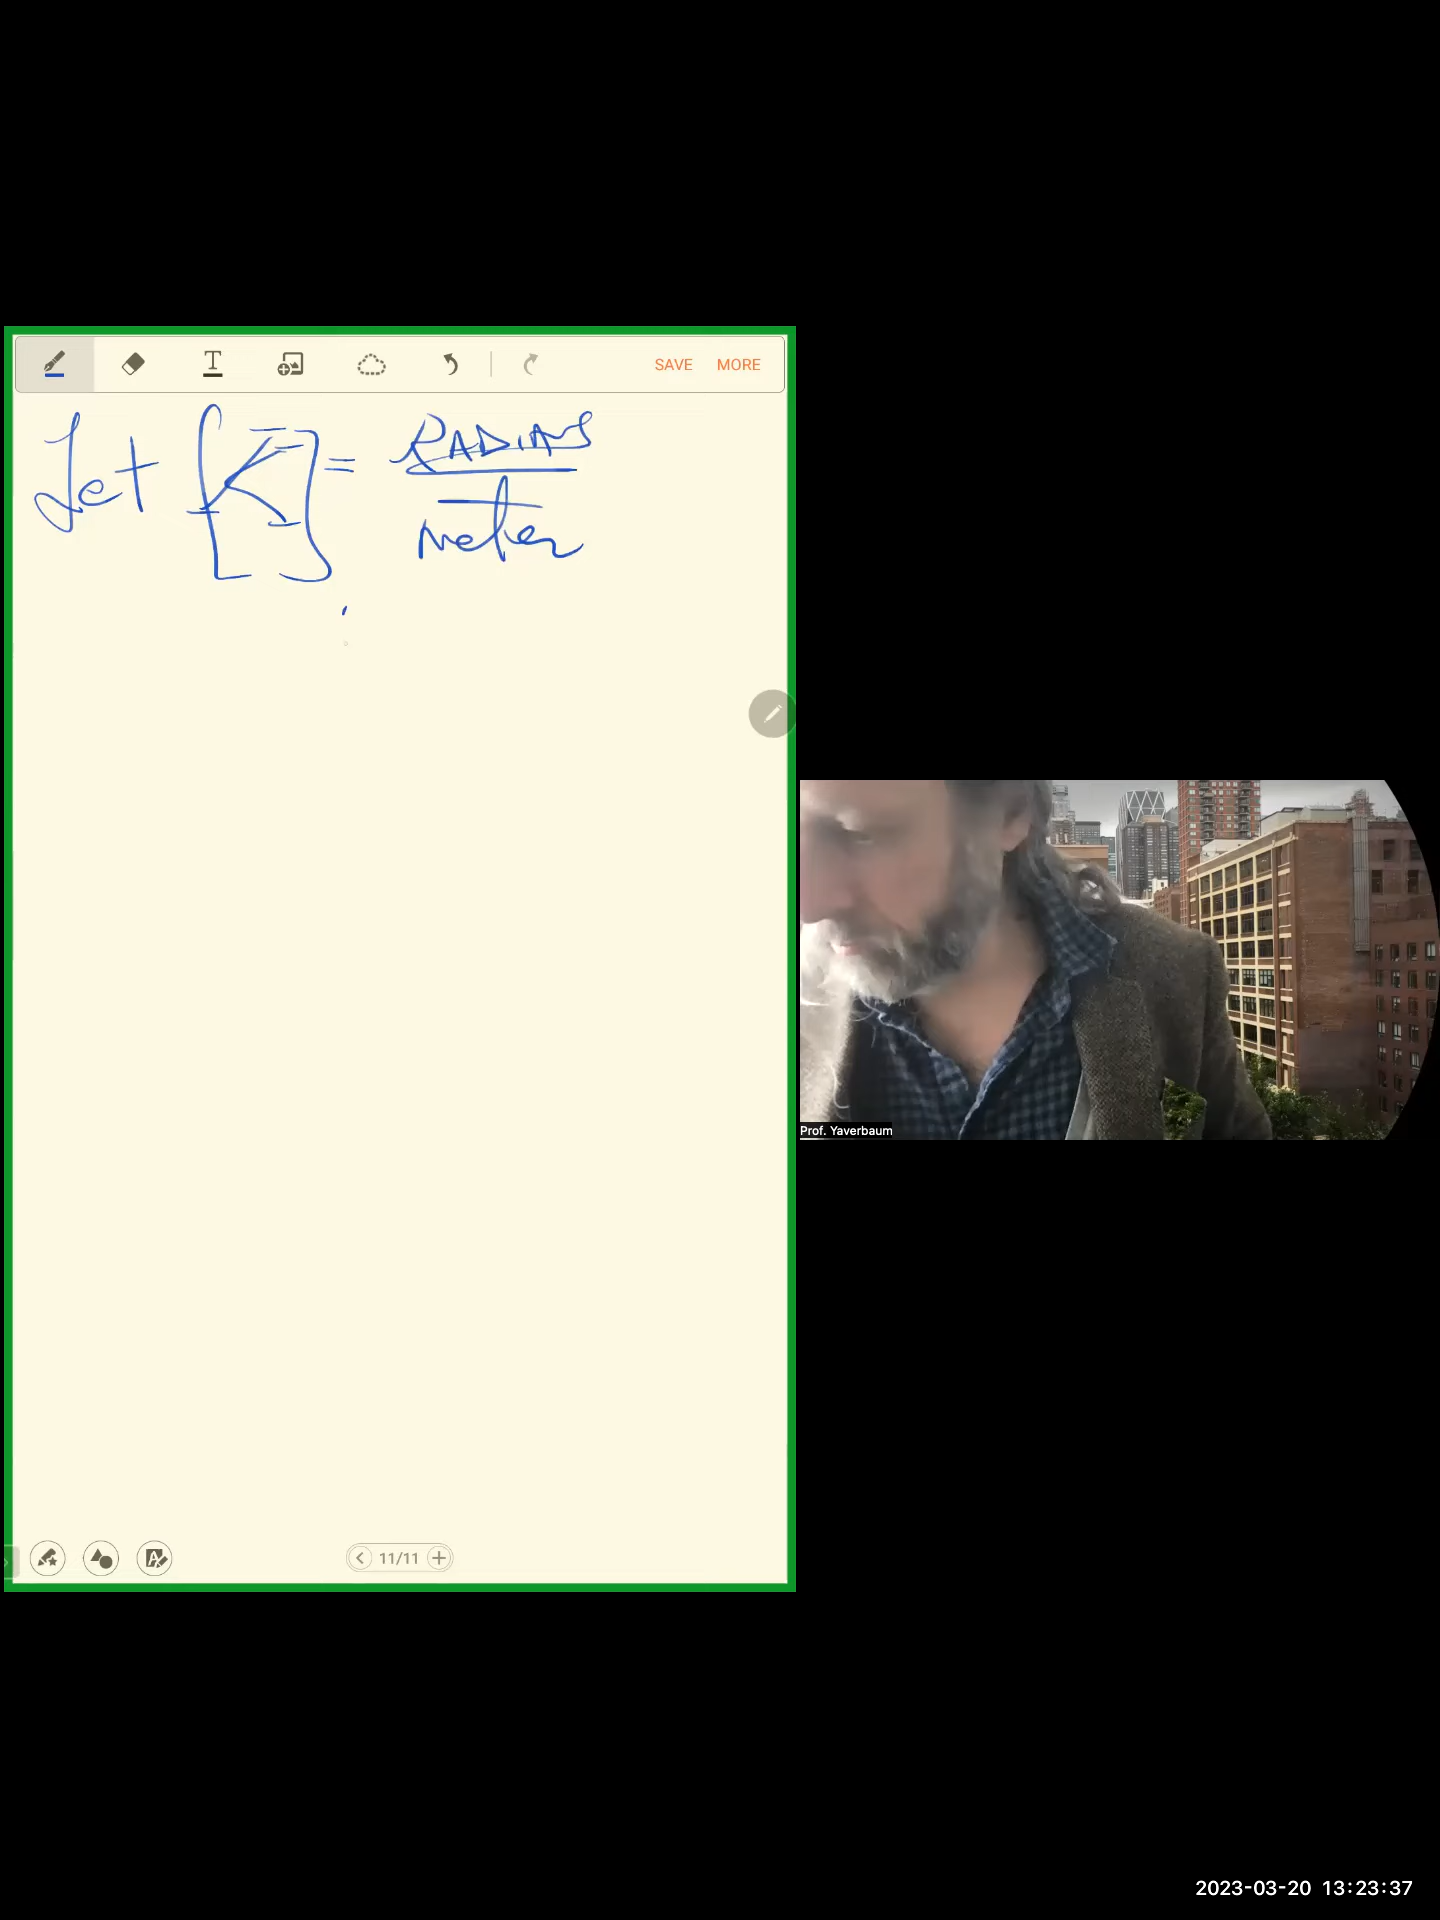 SAVE MORE
Let [K] = RADIANS
meter
Prof. Yaverbaum
11/11
2023-03-20 13:23:37